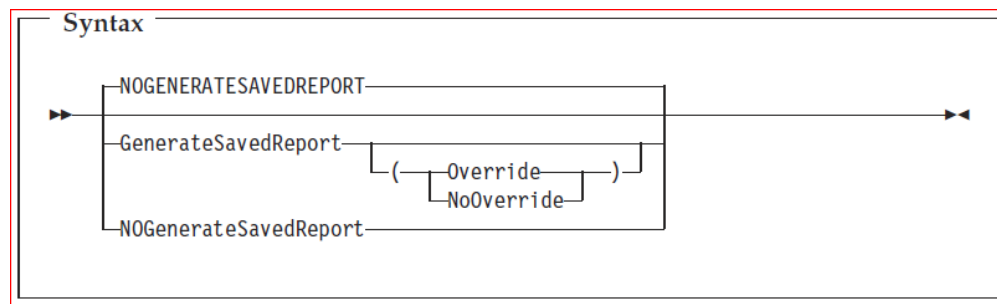 Syntax
NOGENERATESAVEDREPORT
GenerateSavedReport
( Override )
NoOverride
NOGenerateSavedReport